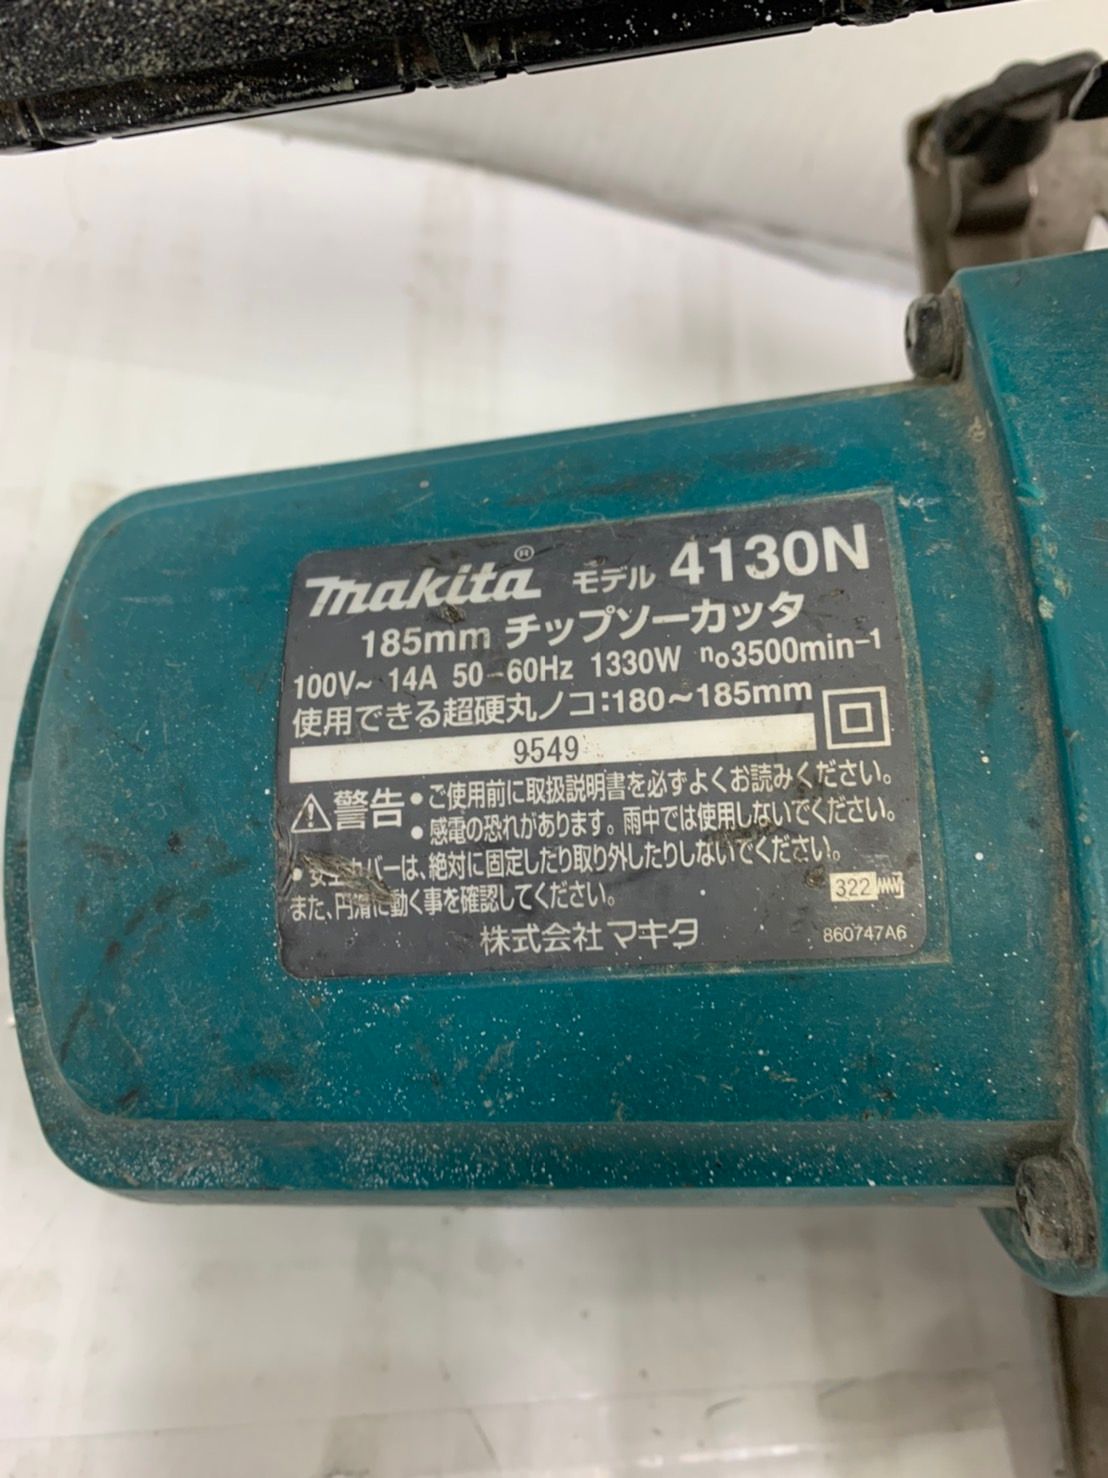 makita® モデル 4130N
185mm チップソーカッタ
100V~ 14A 50-60Hz 1330W n₀3500min-1
使用できる超硬丸ノコ:180~185mm
9549
⚠警告 •ご使用前に取扱説明書を必ずよくお読みください。
•感電の恐れがあります。雨中では使用しないでください。
•安全カバーは、絶対に固定したり取り外したりしないでください。
また、円滑に動く事を確認してください。
322
株式会社マキタ 860747A6